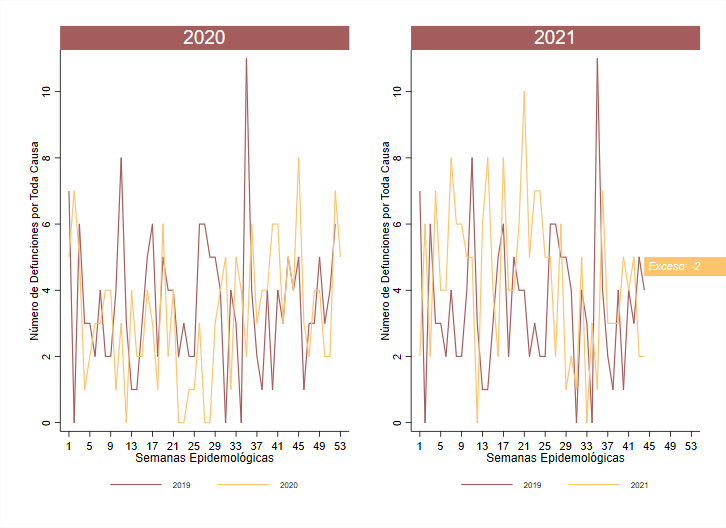 2020
2021
Número de Defunciones por Toda Causa
0
2
4
6
8
10
1 5 9 13 17 21 25 29 33 37 41 45 49 53
Semanas Epidemológicas
2019 2020
Número de Defunciones por Toda Causa
0
2
4
6
8
10
Exceso: -2
1 5 9 13 17 21 25 29 33 37 41 45 49 53
Semanas Epidemológicas
2019 2021